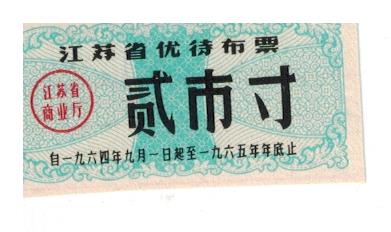 江苏省优待布票
江苏省
商业厅
贰市寸
自一九六四年九月一日起至一九六五年年底止